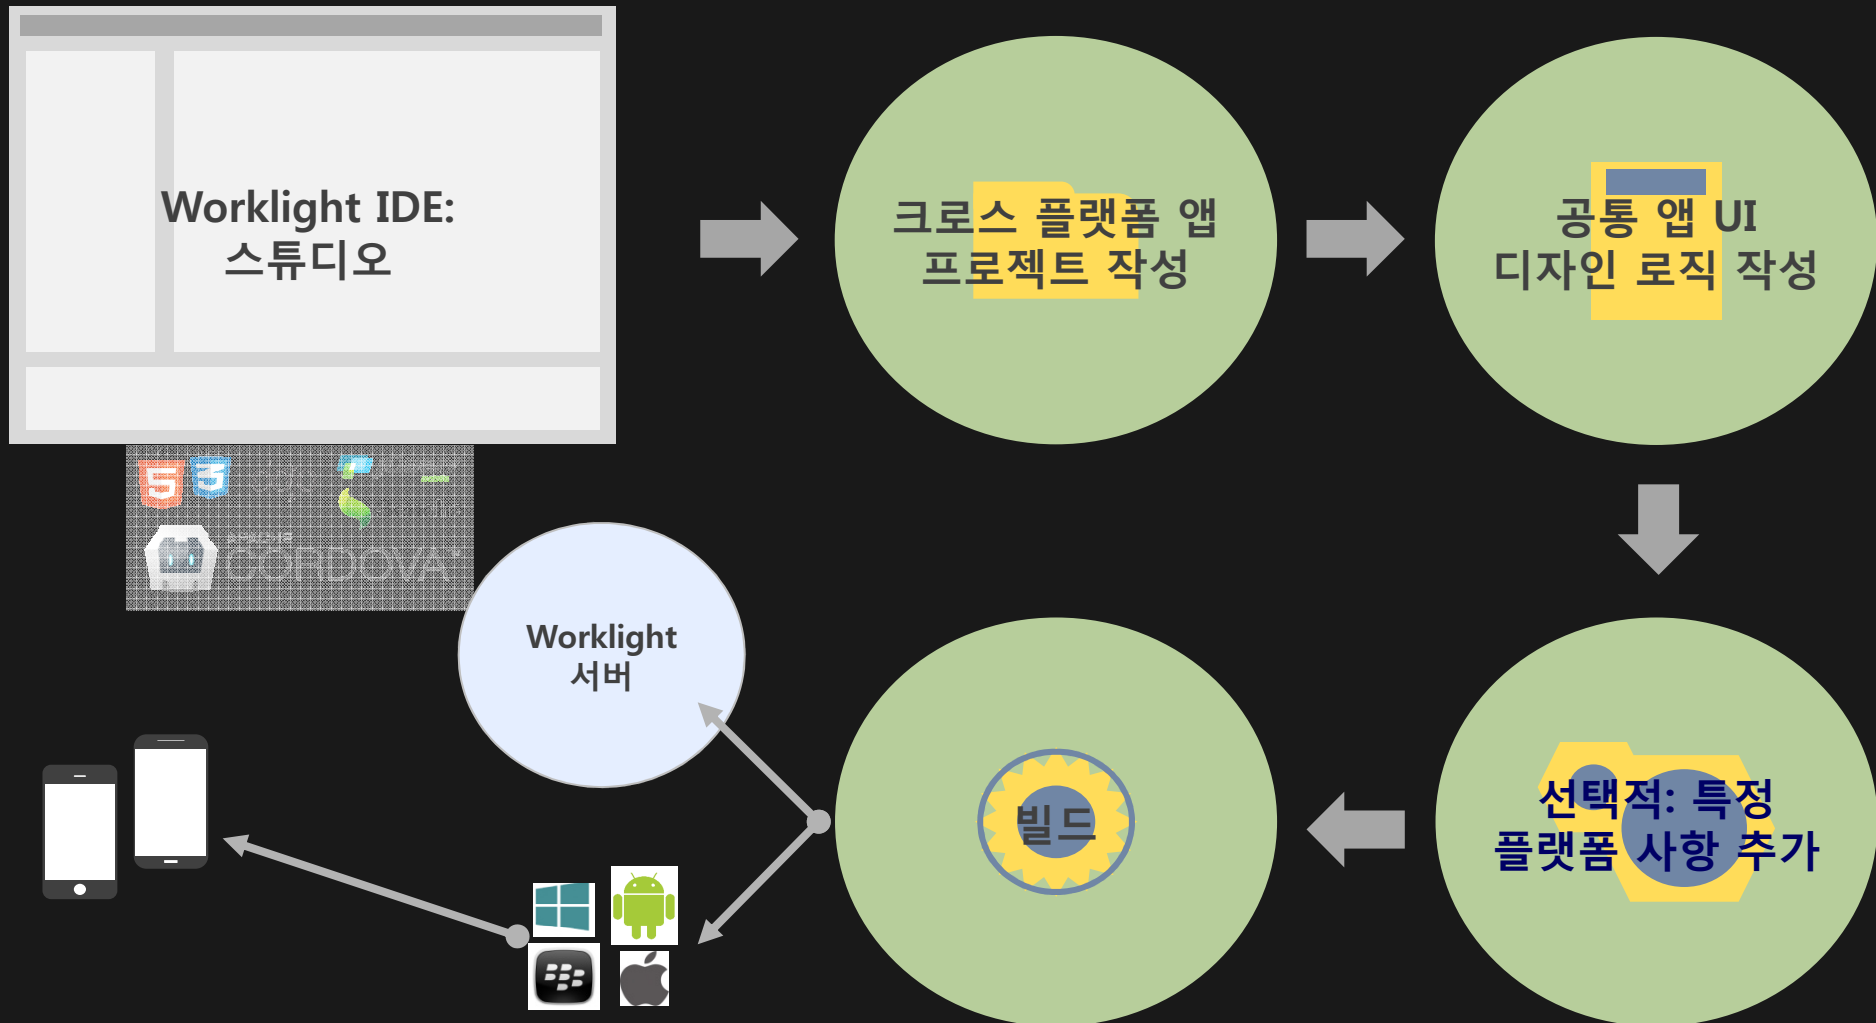 Worklight IDE:
스튜디오
크로스 플랫폼 앱
프로젝트 작성
공통 앱 UI
디자인 로직 작성
5
3
CORDOVA
Worklight
서버
빌드
선택적: 특정
플랫폼 사항 추가